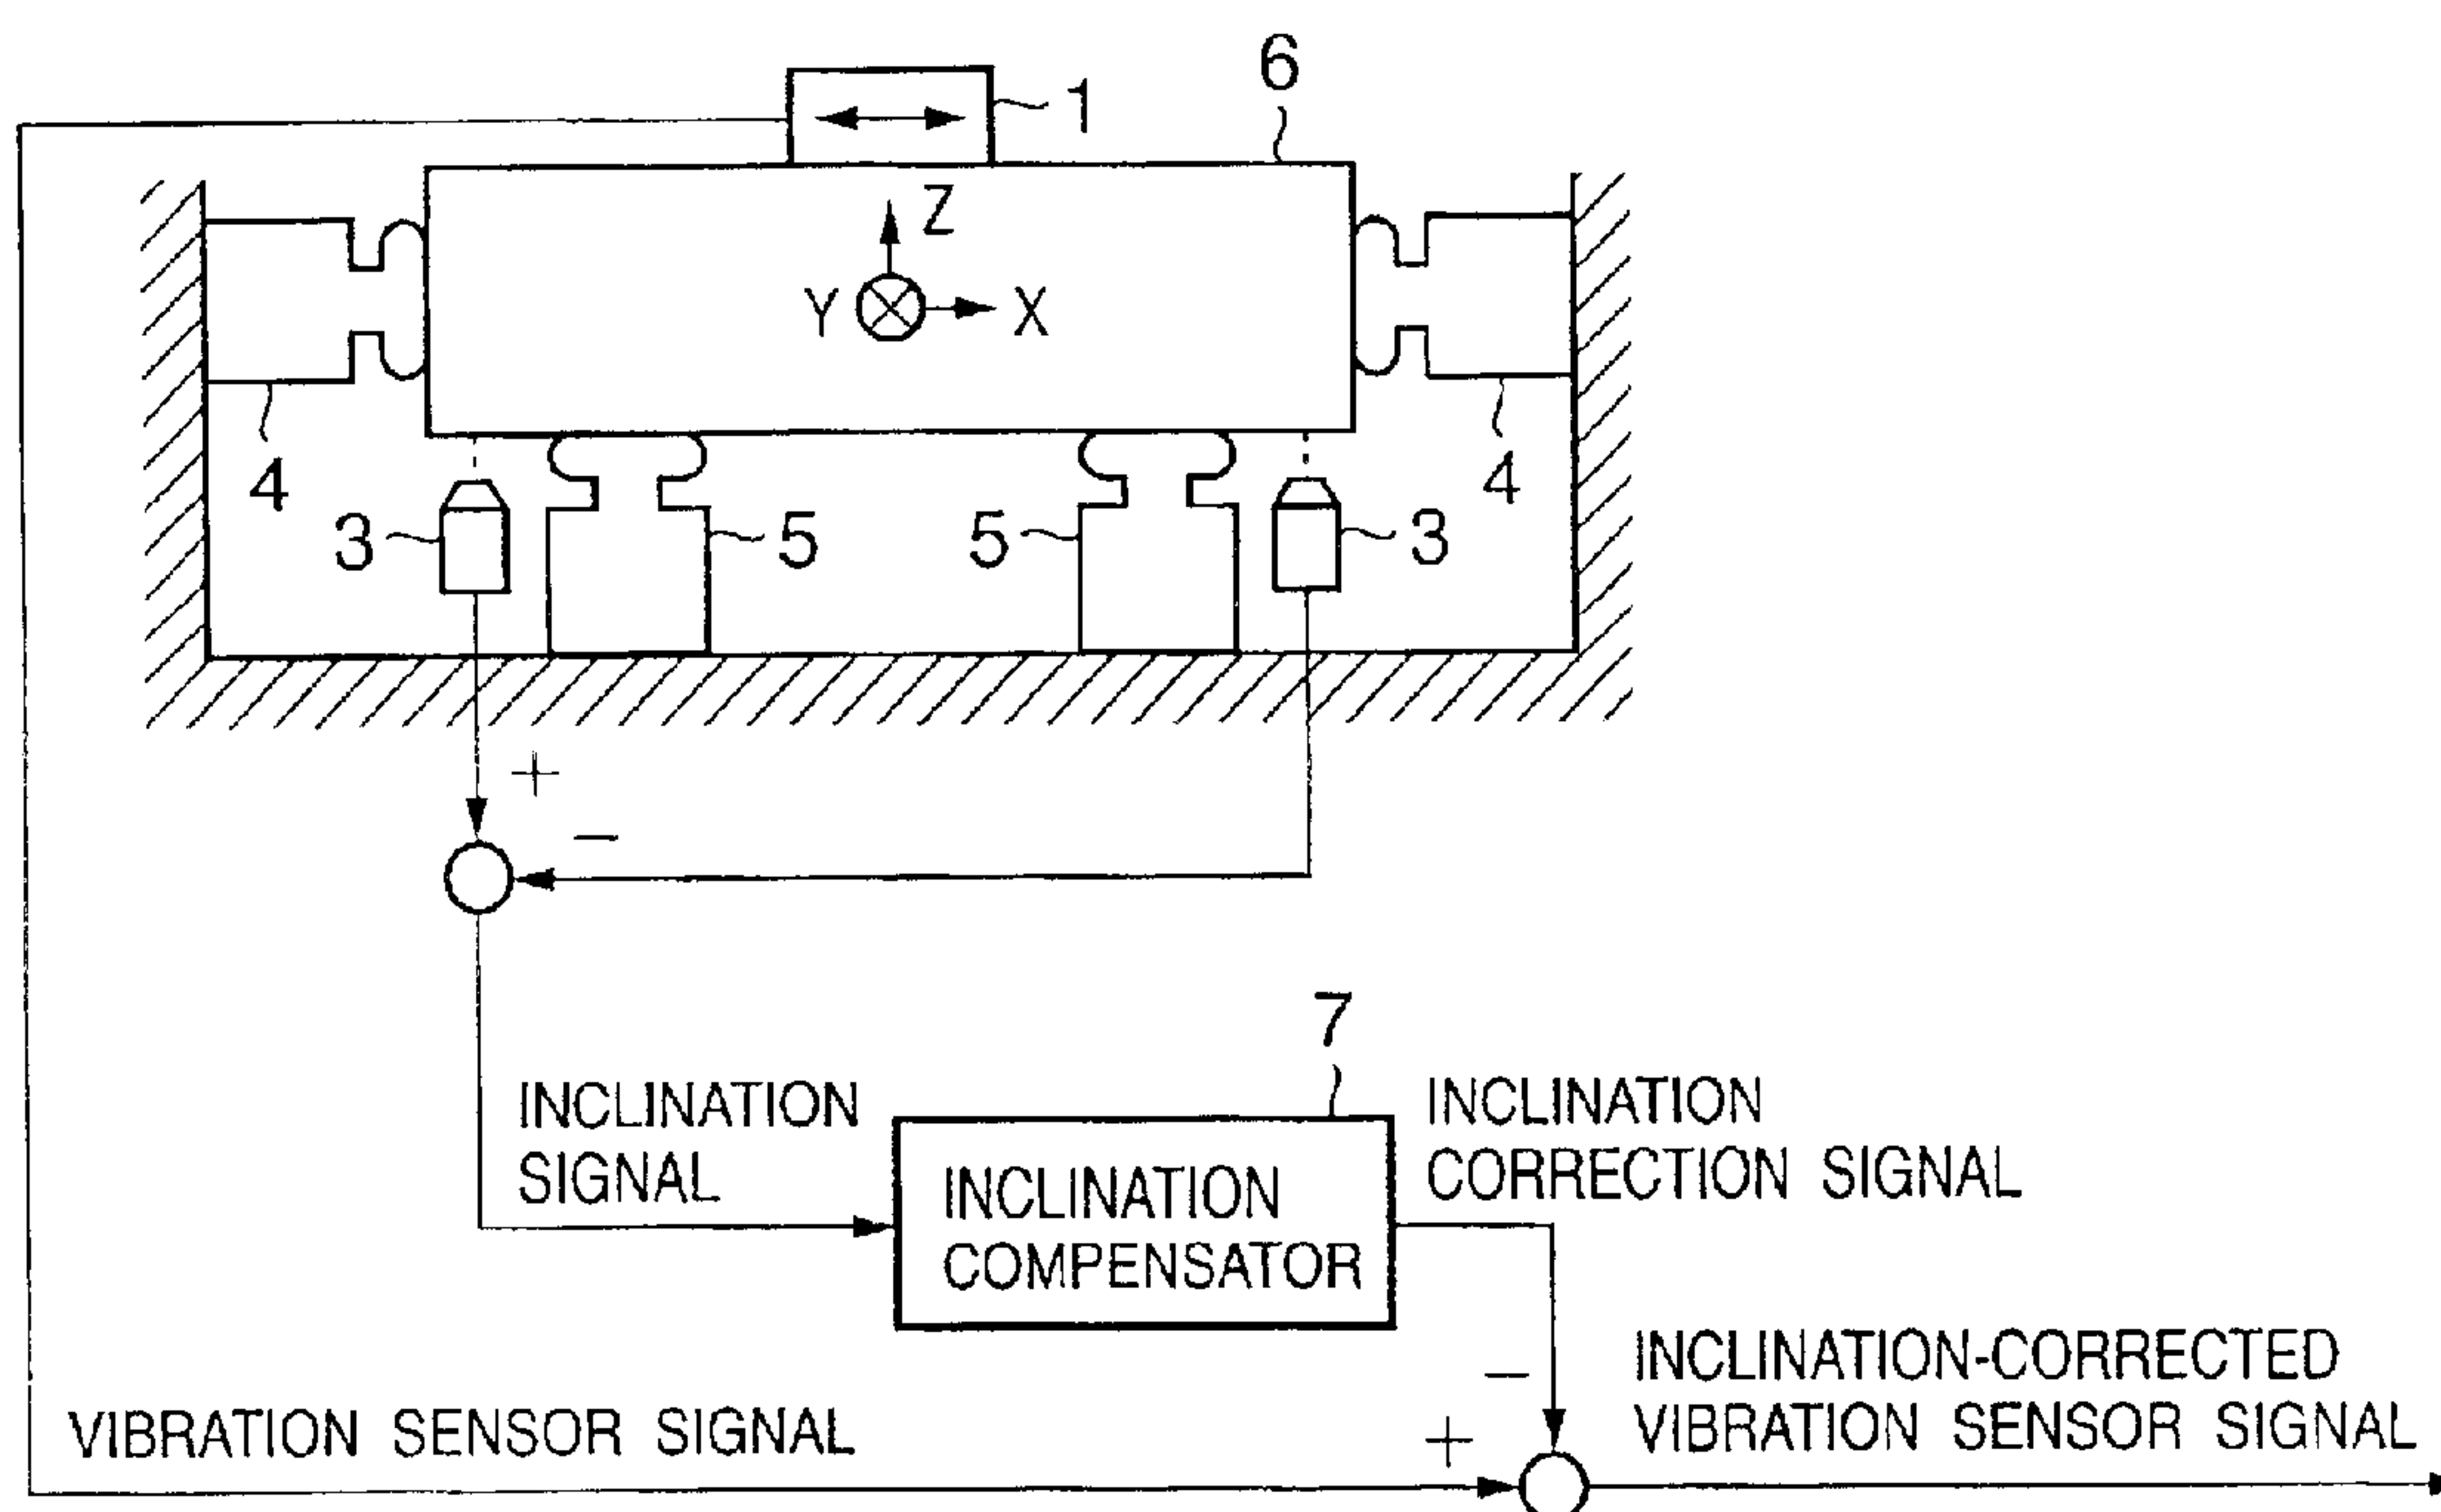 6
1
Z
Y
X
4
4
3
5
5
3
+
−
7
INCLINATION
SIGNAL
INCLINATION
COMPENSATOR
INCLINATION
CORRECTION SIGNAL
−
INCLINATION-CORRECTED
VIBRATION SENSOR SIGNAL
VIBRATION SENSOR SIGNAL
+